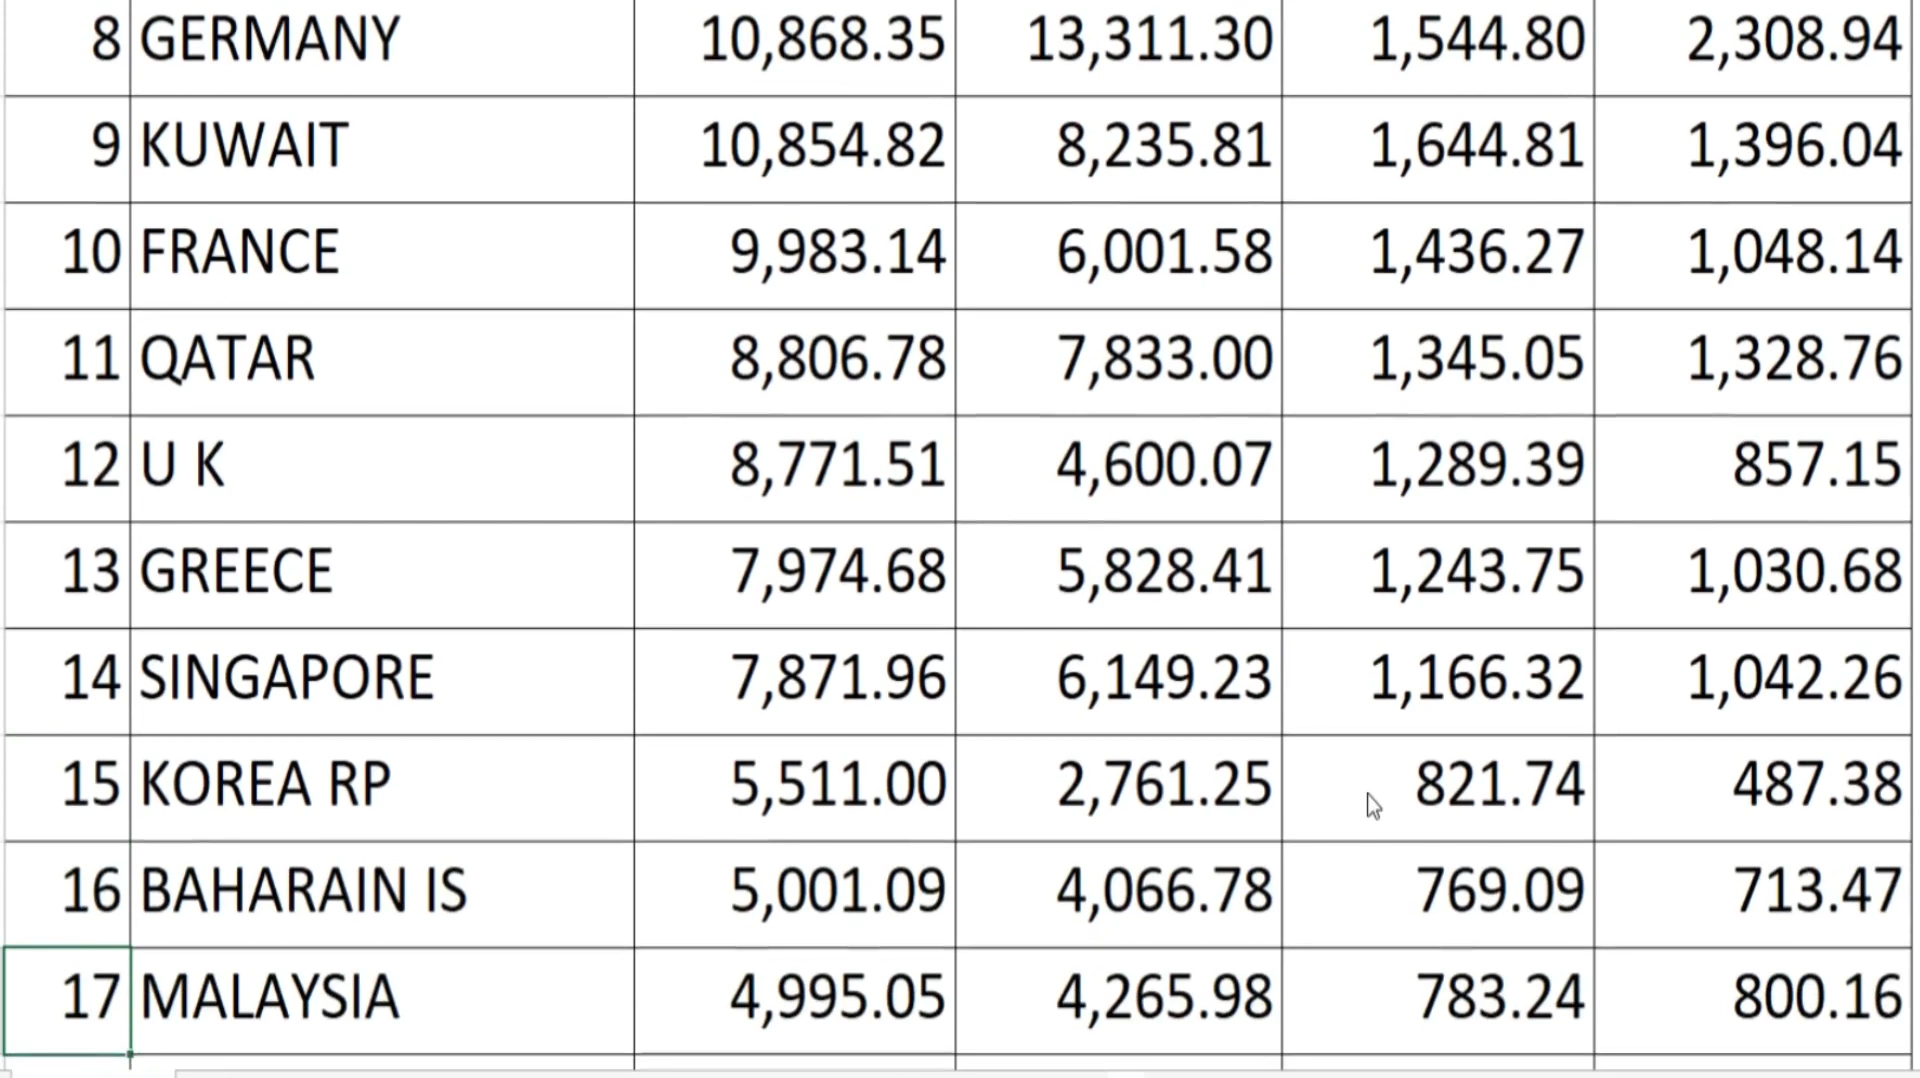 8 GERMANY 10,868.35 13,311.30 1,544.80 2,308.94
9 KUWAIT 10,854.82 8,235.81 1,644.81 1,396.04
10 FRANCE 9,983.14 6,001.58 1,436.27 1,048.14
11 QATAR 8,806.78 7,833.00 1,345.05 1,328.76
12 U K 8,771.51 4,600.07 1,289.39 857.15
13 GREECE 7,974.68 5,828.41 1,243.75 1,030.68
14 SINGAPORE 7,871.96 6,149.23 1,166.32 1,042.26
15 KOREA RP 5,511.00 2,761.25 821.74 487.38
16 BAHARAIN IS 5,001.09 4,066.78 769.09 713.47
17 MALAYSIA 4,995.05 4,265.98 783.24 800.16